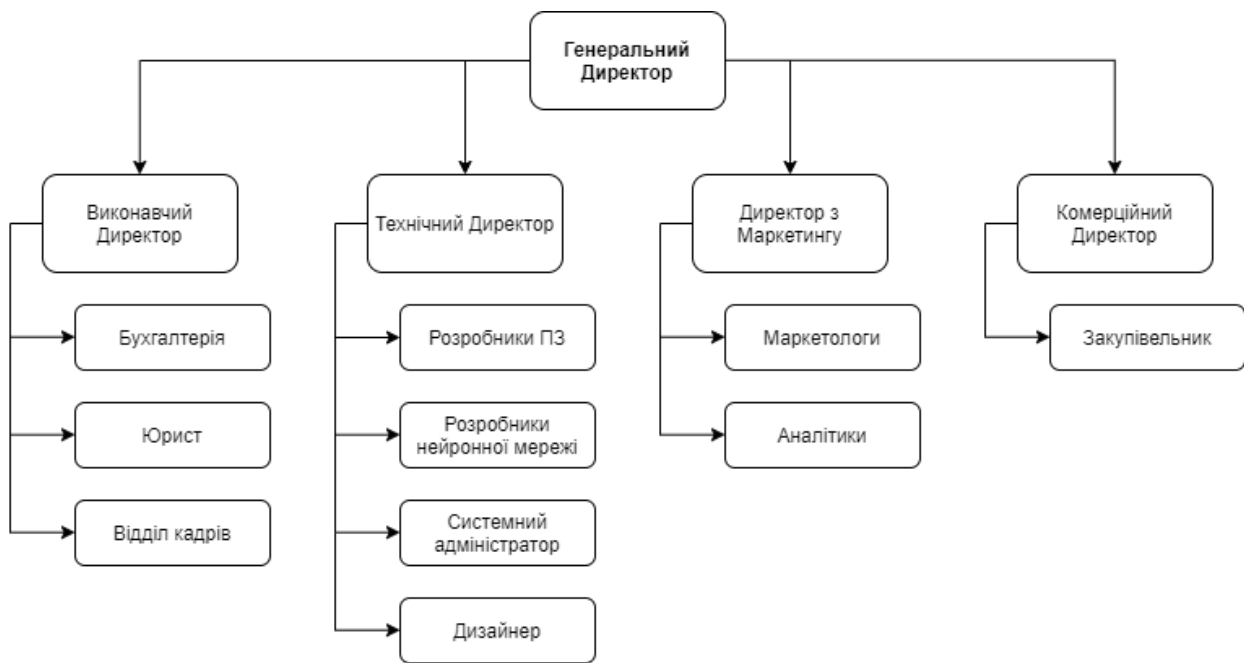 Генеральний
Директор
Виконавчий
Директор
Технічний Директор
Директор з
Маркетингу
Комерційний
Директор
Бухгалтерія
Розробники ПЗ
Маркетологи
Закупівельник
Юрист
Розробники
нейронної мережі
Аналітики
Відділ кадрів
Системний
адміністратор
Дизайнер